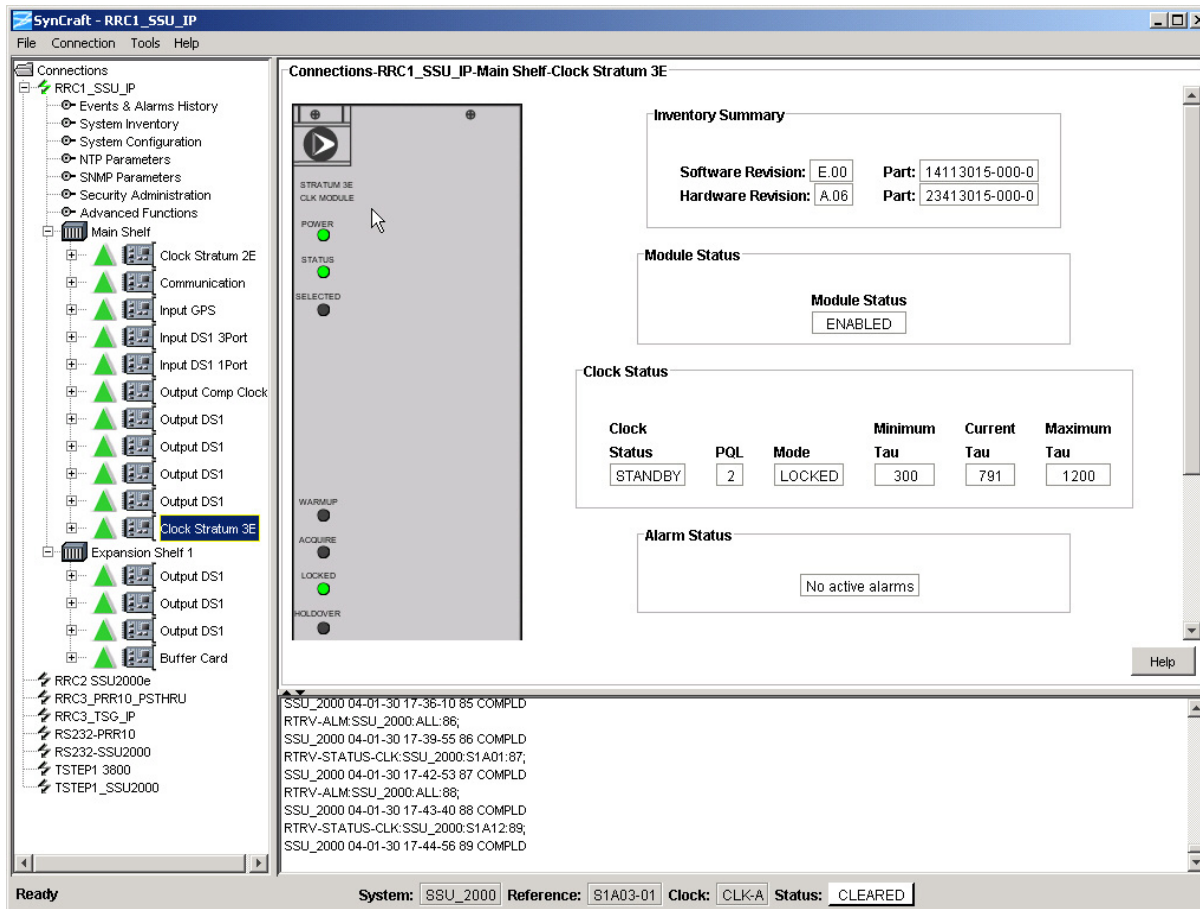 SynCraft - RRC1_SSU_IP
File Connection Tools Help
Connections
RRC1_SSU_IP
Events & Alarms History
System Inventory
System Configuration
NTP Parameters
SNMP Parameters
Security Administration
Advanced Functions
Main Shelf
Clock Stratum 2E
Communication
Input GPS
Input DS1 3Port
Input DS1 1Port
Output Comp Clock
Output DS1
Output DS1
Output DS1
Output DS1
Clock Stratum 3E
Expansion Shelf 1
Output DS1
Output DS1
Output DS1
Buffer Card
RRC2 SSU2000e
RRC3_PRR10_PSTHRU
RRC3_TSG_IP
RS232-PRR10
RS232-SSU2000
TSTEP1 3800
TSTEP1_SSU2000
Connections-RRC1_SSU_IP-Main Shelf-Clock Stratum 3E
STRATUM 3E
CLK MODULE
POWER
STATUS
SELECTED
WARMUP
ACQUIRE
LOCKED
HOLDOVER
Inventory Summary
Software Revision: E.00 Part: 14113015-000-0
Hardware Revision: A.06 Part: 23413015-000-0
Module Status
Module Status
ENABLED
Clock Status
Clock Minimum Current Maximum
Status PQL Mode Tau Tau Tau
STANDBY 2 LOCKED 300 791 1200
Alarm Status
No active alarms
Help
SSU_2000 04-01-30 17-36-10 85 COMPLD
RTRV-ALM:SSU_2000:ALL:86;
SSU_2000 04-01-30 17-39-55 86 COMPLD
RTRV-STATUS-CLK:SSU_2000:S1A01:87;
SSU_2000 04-01-30 17-42-53 87 COMPLD
RTRV-ALM:SSU_2000:ALL:88;
SSU_2000 04-01-30 17-43-40 88 COMPLD
RTRV-STATUS-CLK:SSU_2000:S1A12:89;
SSU_2000 04-01-30 17-44-56 89 COMPLD
Ready System: SSU_2000 Reference: S1A03-01 Clock: CLK-A Status: CLEARED